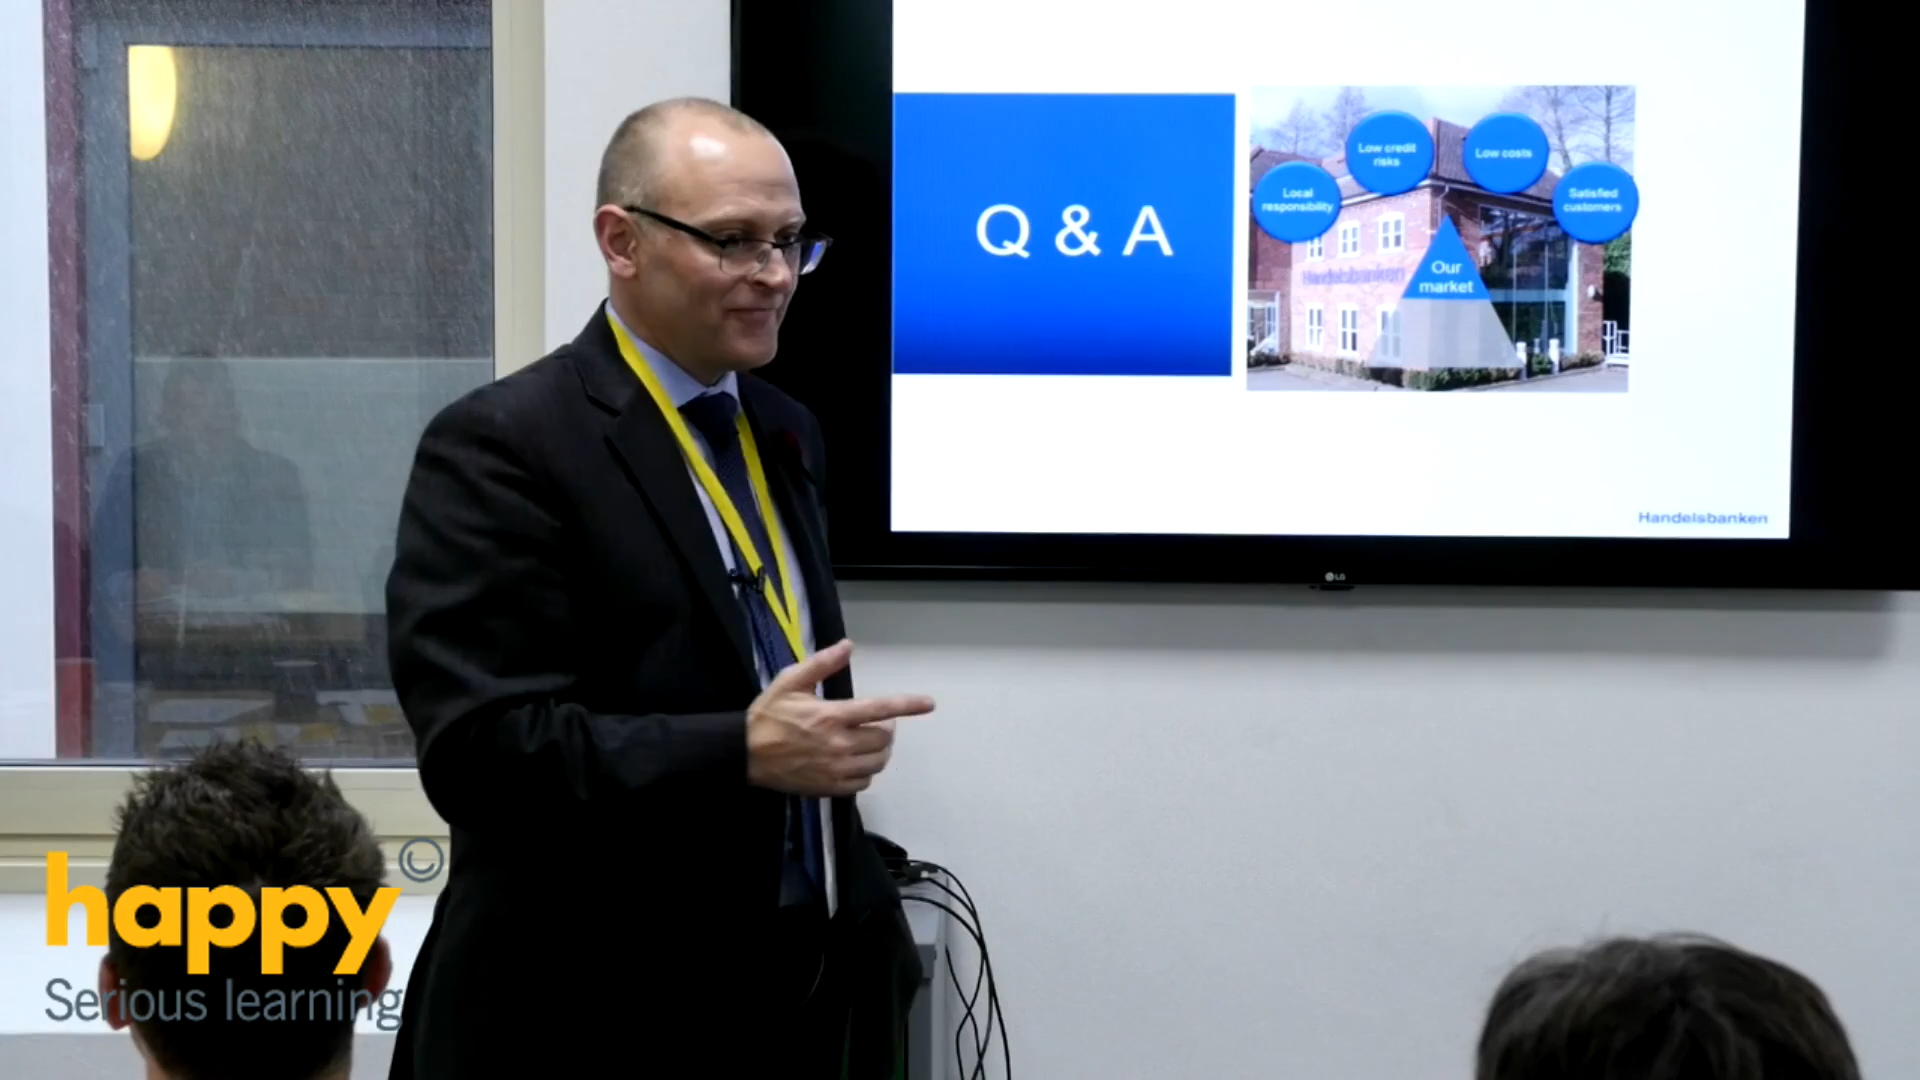 Q & A
Low credit
risks
Low costs
Local
responsibility
Satisfied
customers
Handelsbanken
Our
market
Handelsbanken
LG
happy
Serious learning